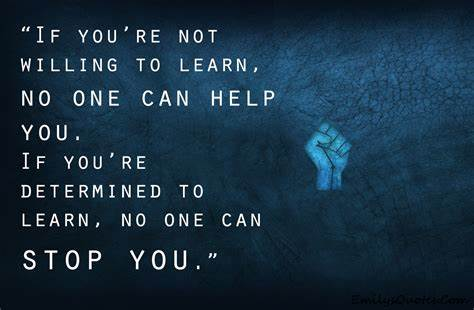 “If you’re not
willing to learn,
no one can help
you.
If you’re
determined to
learn, no one can
stop you.”
EmilysQuotes.Com